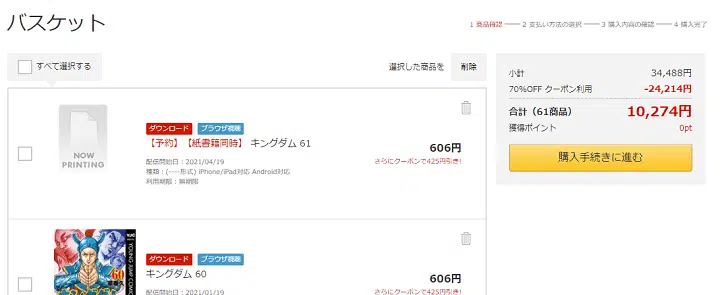 バスケット
1 商品確認 2 支払い方法の選択 3 購入内容の確認 4 購入完了
すべて選択する
選択した商品を
削除
NOW
PRINTING
ダウンロード ブラウザ視聴
【予約】【紙書籍同時】 キングダム 61
配信開始日：2021/04/19
種類：(----形式) iPhone/iPad対応 Android対応
利用期限：無期限
606円
さらにクーポンで425円引き!
60
YOUNG JUMP COMICS
ダウンロード ブラウザ視聴
キングダム 60
配信開始日：2021/01/19
606円
さらにクーポンで425円引き!
小計 34,488円
70%OFF クーポン利用 -24,214円
合計（61商品） 10,274円
獲得ポイント 0pt
購入手続きに進む